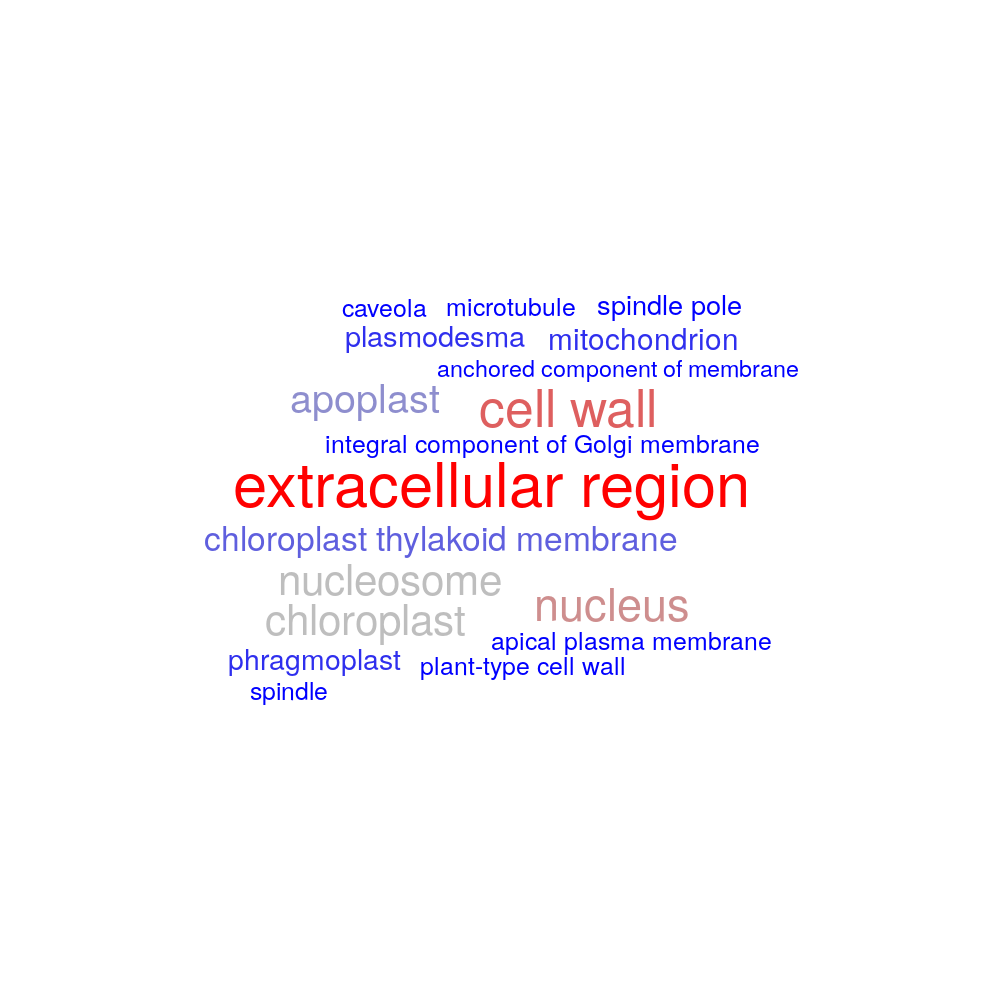 caveola microtubule spindle pole
plasmodesma mitochondrion
anchored component of membrane
apoplast cell wall
integral component of Golgi membrane
extracellular region
chloroplast thylakoid membrane
nucleosome
nucleus
chloroplast
apical plasma membrane
phragmoplast plant-type cell wall
spindle